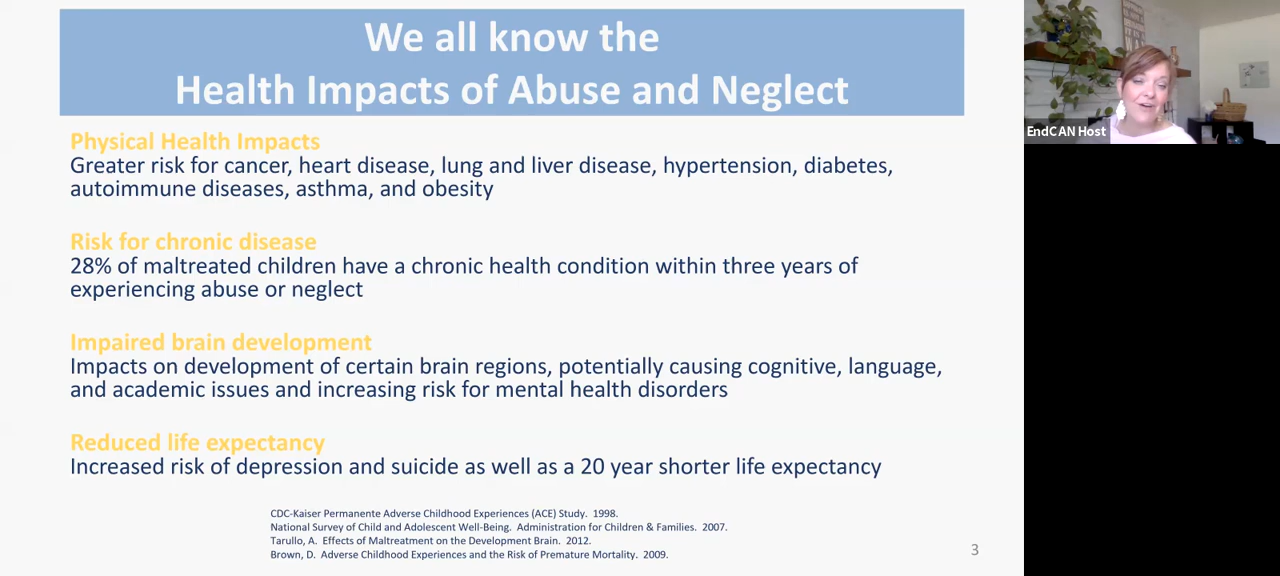 We all know the
Health Impacts of Abuse and Neglect
Physical Health Impacts
Greater risk for cancer, heart disease, lung and liver disease, hypertension, diabetes,
autoimmune diseases, asthma, and obesity
Risk for chronic disease
28% of maltreated children have a chronic health condition within three years of
experiencing abuse or neglect
Impaired brain development
Impacts on development of certain brain regions, potentially causing cognitive, language,
and academic issues and increasing risk for mental health disorders
Reduced life expectancy
Increased risk of depression and suicide as well as a 20 year shorter life expectancy
CDC-Kaiser Permanente Adverse Childhood Experiences (ACE) Study. 1998.
National Survey of Child and Adolescent Well-Being. Administration for Children & Families. 2007.
Tarullo, A. Effects of Maltreatment on the Development Brain. 2012.
Brown, D. Adverse Childhood Experiences and the Risk of Premature Mortality. 2009.
3
EndCAN Host